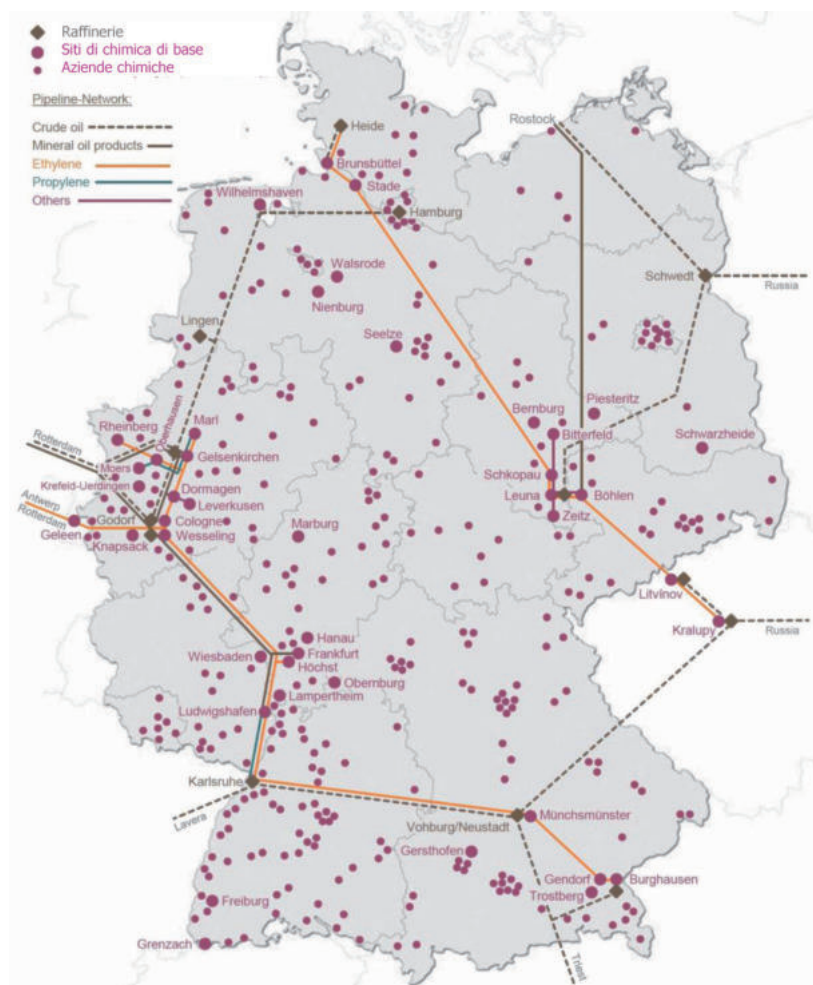 Raffinerie
Siti di chimica di base
Aziende chimiche
Pipeline-Network:
Crude oil
Mineral oil products
Ethylene
Propylene
Others
Heide
Rostock
Brunsbüttel
Stade
Wilhelmshaven
Hamburg
Walsrode
Schwedt
Russia
Nienburg
Lingen
Seelze
Piesteritz
Bernburg
Rheinberg
Oberhausen
Marl
Bitterfeld
Schwarzheide
Rotterdam
Gelsenkirchen
Moers
Schkopau
Krefeld-Uerdingen
Dormagen
Leuna
Böhlen
Leverkusen
Antwerp
Rotterdam
Godorf
Cologne
Zeitz
Geleen
Knapsack
Wesseling
Marburg
Litvínov
Kralupy
Russia
Hanau
Wiesbaden
Frankfurt
Höchst
Obernburg
Lampertheim
Ludwigshafen
Karlsruhe
Lavera
Münchsmünster
Vohburg/Neustadt
Gersthofen
Gendorf
Burghausen
Trostberg
Freiburg
Grenzach
Triest